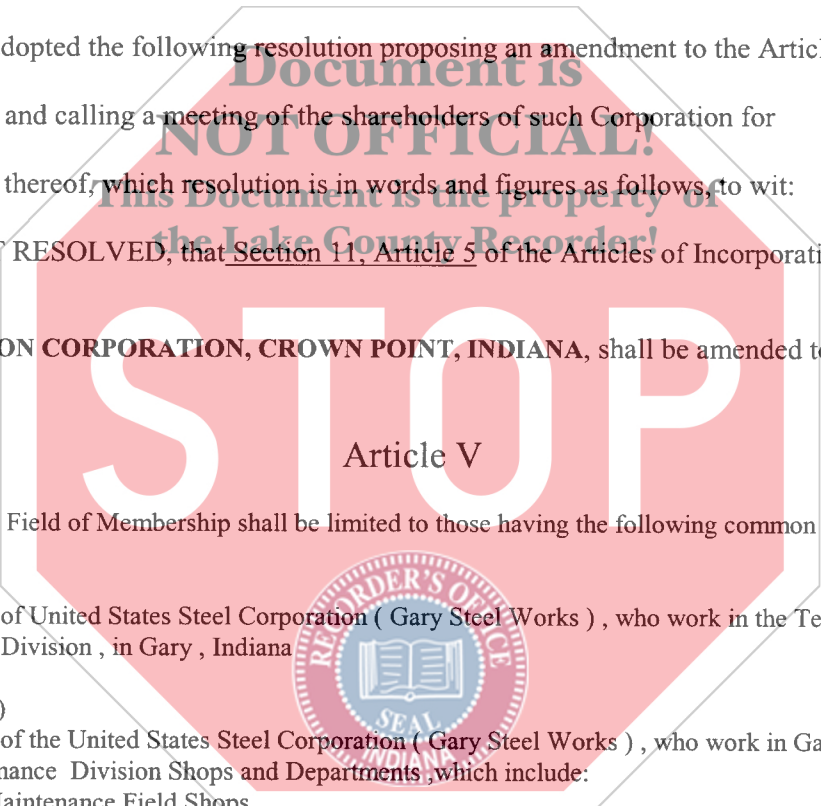 dopted the following resolution proposing an amendment to the Articl
Document is
and calling a meeting of the shareholders of such Corporation for
NOT OFFICIAL!
thereof, which resolution is in words and figures as follows, to wit:
This Document is the property of
the Lake County Recorder!
T RESOLVED, that Section 11, Article 5 of the Articles of Incorporati
ON CORPORATION, CROWN POINT, INDIANA, shall be amended to
STOP
Article V
Field of Membership shall be limited to those having the following common
RECORDER'S OFFICE
of United States Steel Corporation ( Gary Steel Works ) , who work in the Te
Division , in Gary , Indiana
SEAL
)
of the United States Steel Corporation ( Gary Steel Works ) , who work in Ga
INDIANA
nance Division Shops and Departments ,which include:
Maintenance Field Shops